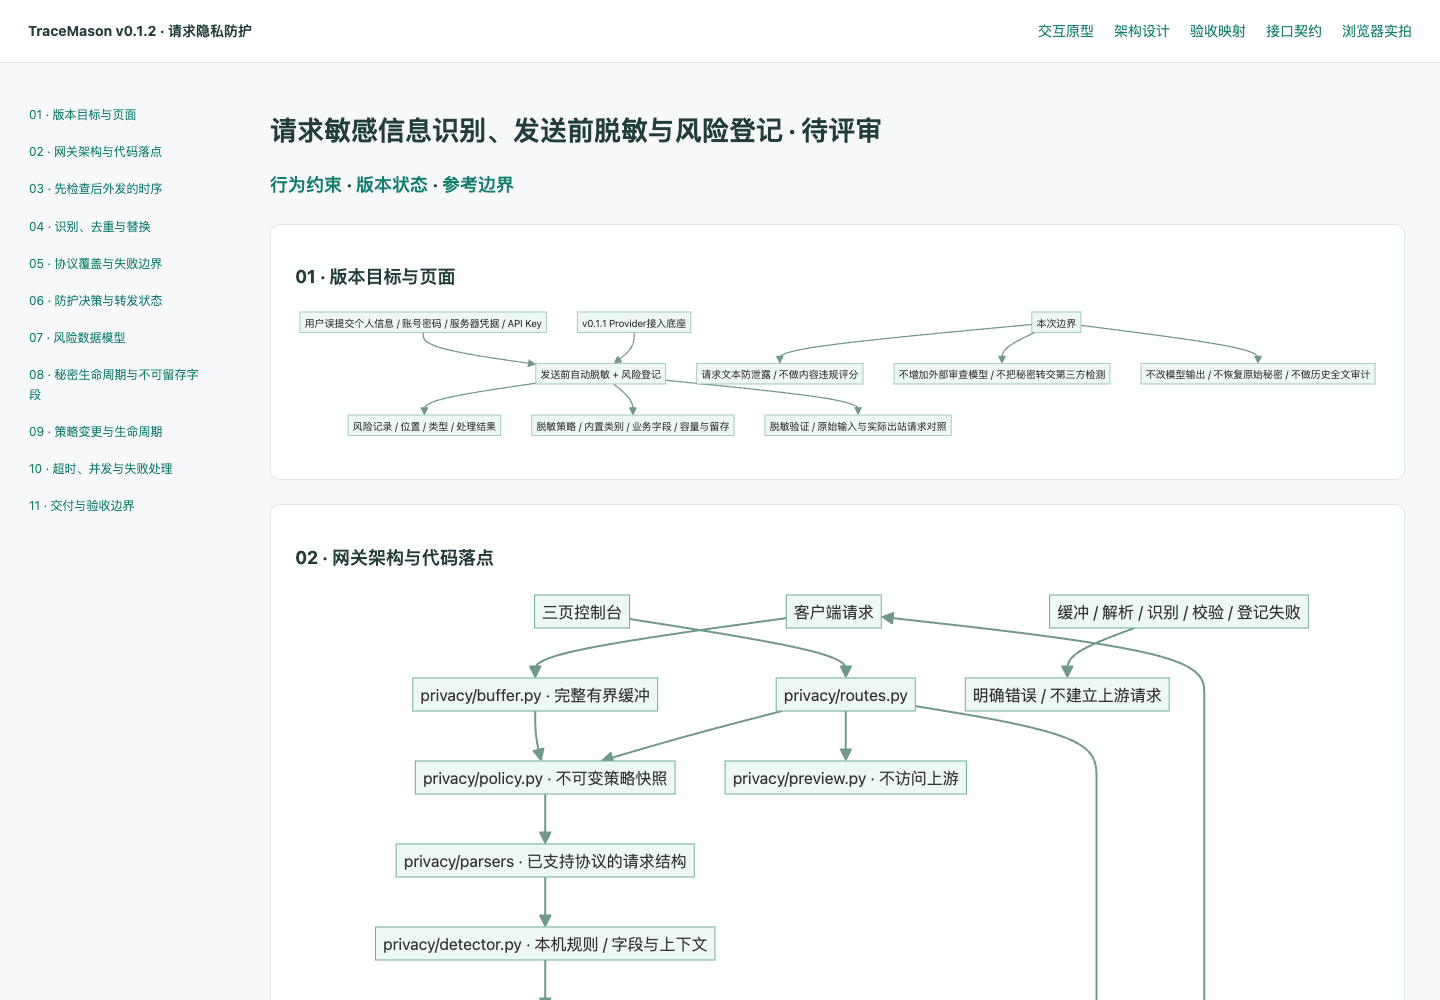 TraceMason v0.1.2 · 请求隐私防护
交互原型
架构设计
验收映射
接口契约
浏览器实拍
01 · 版本目标与页面
02 · 网关架构与代码落点
03 · 先检查后外发的时序
04 · 识别、去重与替换
05 · 协议覆盖与失败边界
06 · 防护决策与转发状态
07 · 风险数据模型
08 · 秘密生命周期与不可留存字
段
09 · 策略变更与生命周期
10 · 超时、并发与失败处理
11 · 交付与验收边界
请求敏感信息识别、发送前脱敏与风险登记 · 待评审
行为约束 · 版本状态 · 参考边界
01 · 版本目标与页面
用户误提交个人信息 / 账号密码 / 服务器凭据 / API Key
v0.1.1 Provider接入底座
本次边界
发送前自动脱敏 + 风险登记
请求文本防泄露 / 不做内容违规评分
不增加外部审查模型 / 不把秘密转交第三方检测
不改模型输出 / 不恢复原始秘密 / 不做历史全文审计
风险记录 / 位置 / 类型 / 处理结果
脱敏策略 / 内置类别 / 业务字段 / 容量与留存
脱敏验证 / 原始输入与实际出站请求对照
02 · 网关架构与代码落点
三页控制台
客户端请求
缓冲 / 解析 / 识别 / 校验 / 登记失败
privacy/buffer.py · 完整有界缓冲
privacy/routes.py
明确错误 / 不建立上游请求
privacy/policy.py · 不可变策略快照
privacy/preview.py · 不访问上游
privacy/parsers · 已支持协议的请求结构
privacy/detector.py · 本机规则 / 字段与上下文